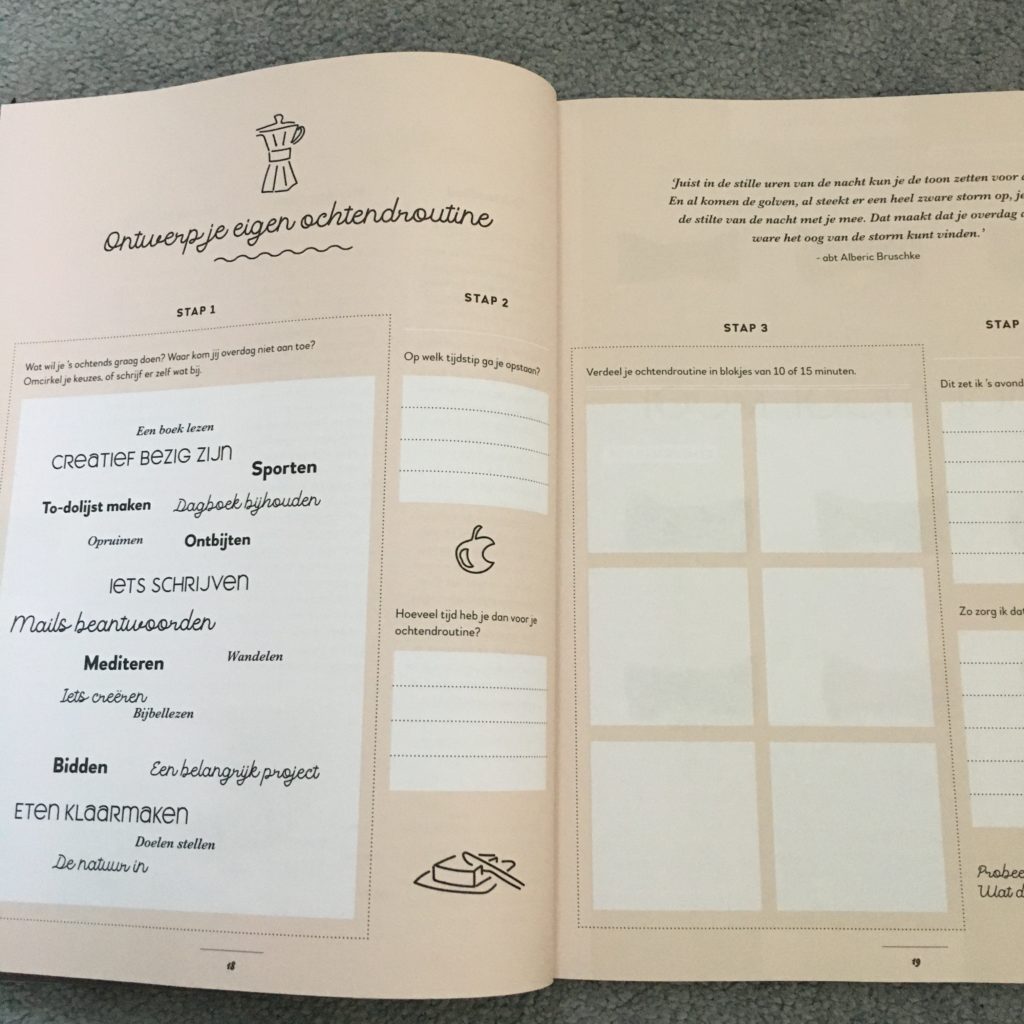 Ontwerp je eigen ochtendroutine
STAP 1
Wat wil je 's ochtends graag doen? Waar kom jij overdag niet aan toe?
Omcirkel je keuzes, of schrijf er zelf wat bij.
Een boek lezen
Creatief bezig zijn
Sporten
To-dolijst maken
Dagboek bijhouden
Opruimen
Ontbijten
Iets schrijven
Mails beantwoorden
Mediteren
Wandelen
Iets creëren
Bijbellezen
Bidden
Een belangrijk project
Eten klaarmaken
Doelen stellen
De natuur in
STAP 2
Op welk tijdstip ga je opstaan?
Hoeveel tijd heb je dan voor je
ochtendroutine?
18
'Juist in de stille uren van de nacht kun je de toon zetten voor
En al komen de golven, al steekt er een heel zware storm op, je
de stilte van de nacht met je mee. Dat maakt dat je overdag
ware het oog van de storm kunt vinden.'
- abt Alberic Bruschke
STAP 3
Verdeel je ochtendroutine in blokjes van 10 of 15 minuten.
STAP
Dit zet ik 's avond
Zo zorg ik dat
Probee
Wat d
19